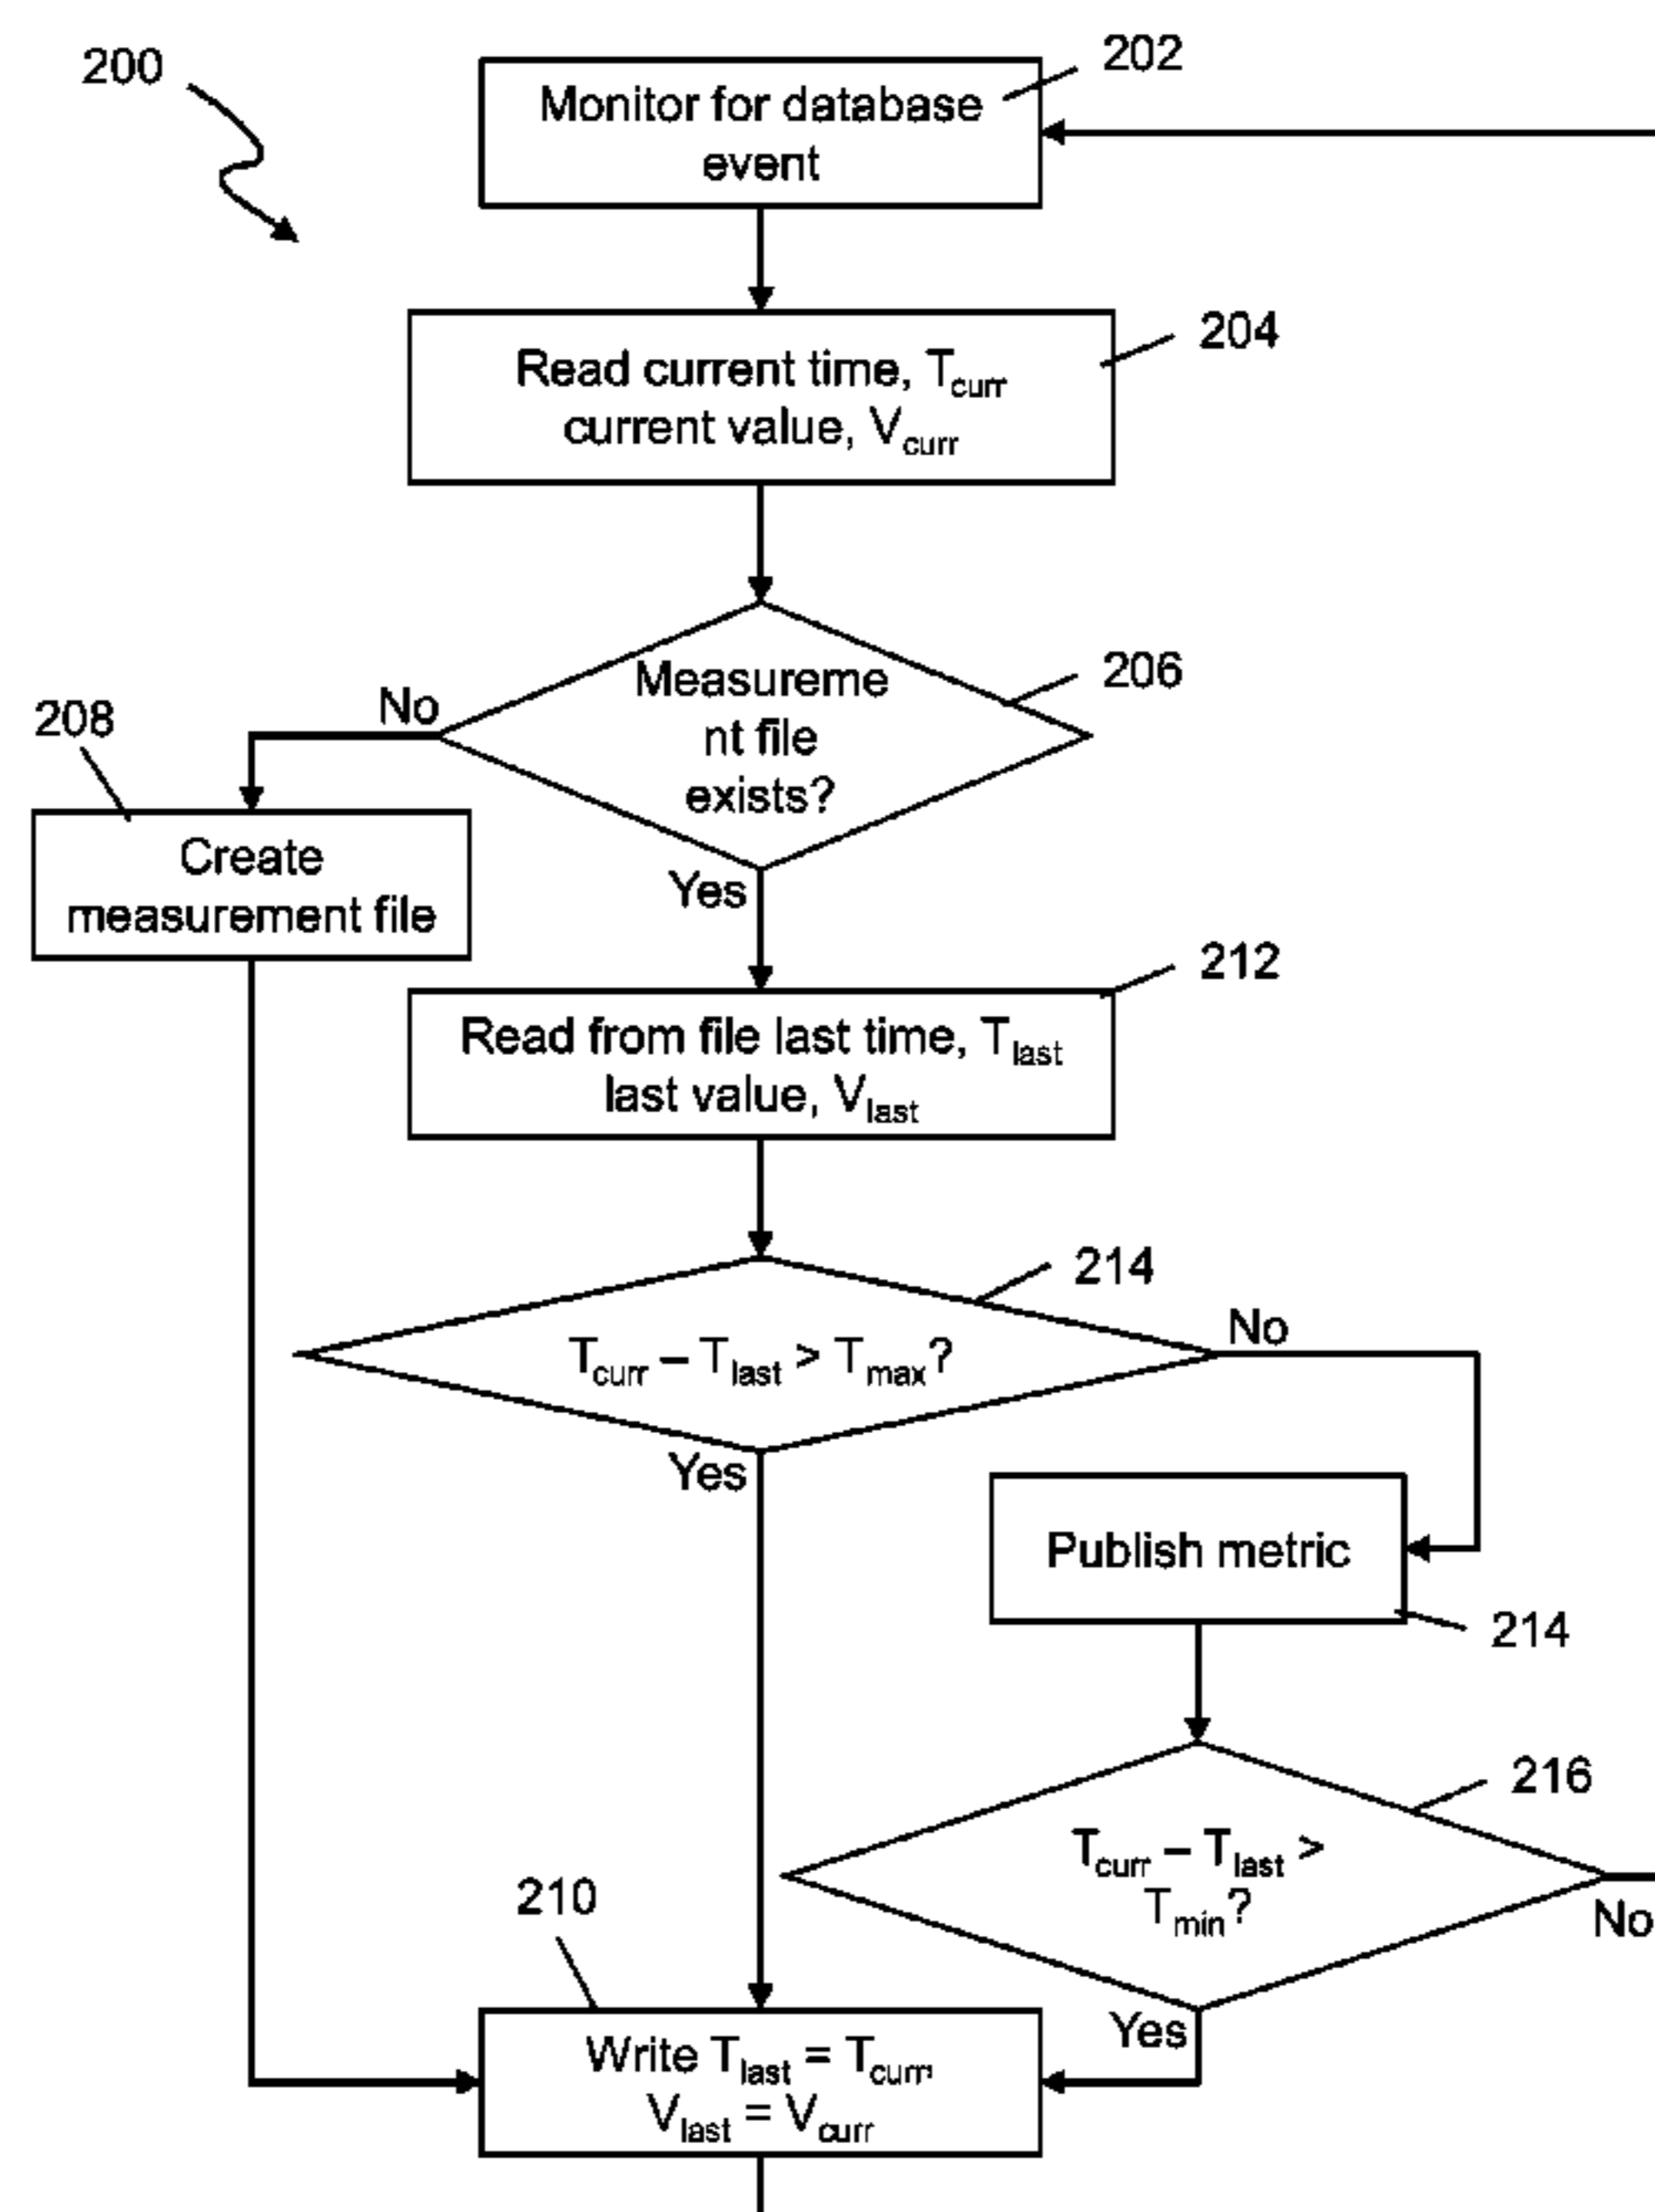 200
202
Monitor for database
event
204
Read current time, Tcurr
current value, Vcurr
206
Measureme
nt file
exists?
No
208
Create
measurement file
Yes
212
Read from file last time, Tlast
last value, Vlast
214
Tcurr – Tlast > Tmax?
No
Yes
Publish metric
214
216
Tcurr – Tlast >
Tmin?
No
210
Yes
Write Tlast = Tcurr,
Vlast = Vcurr